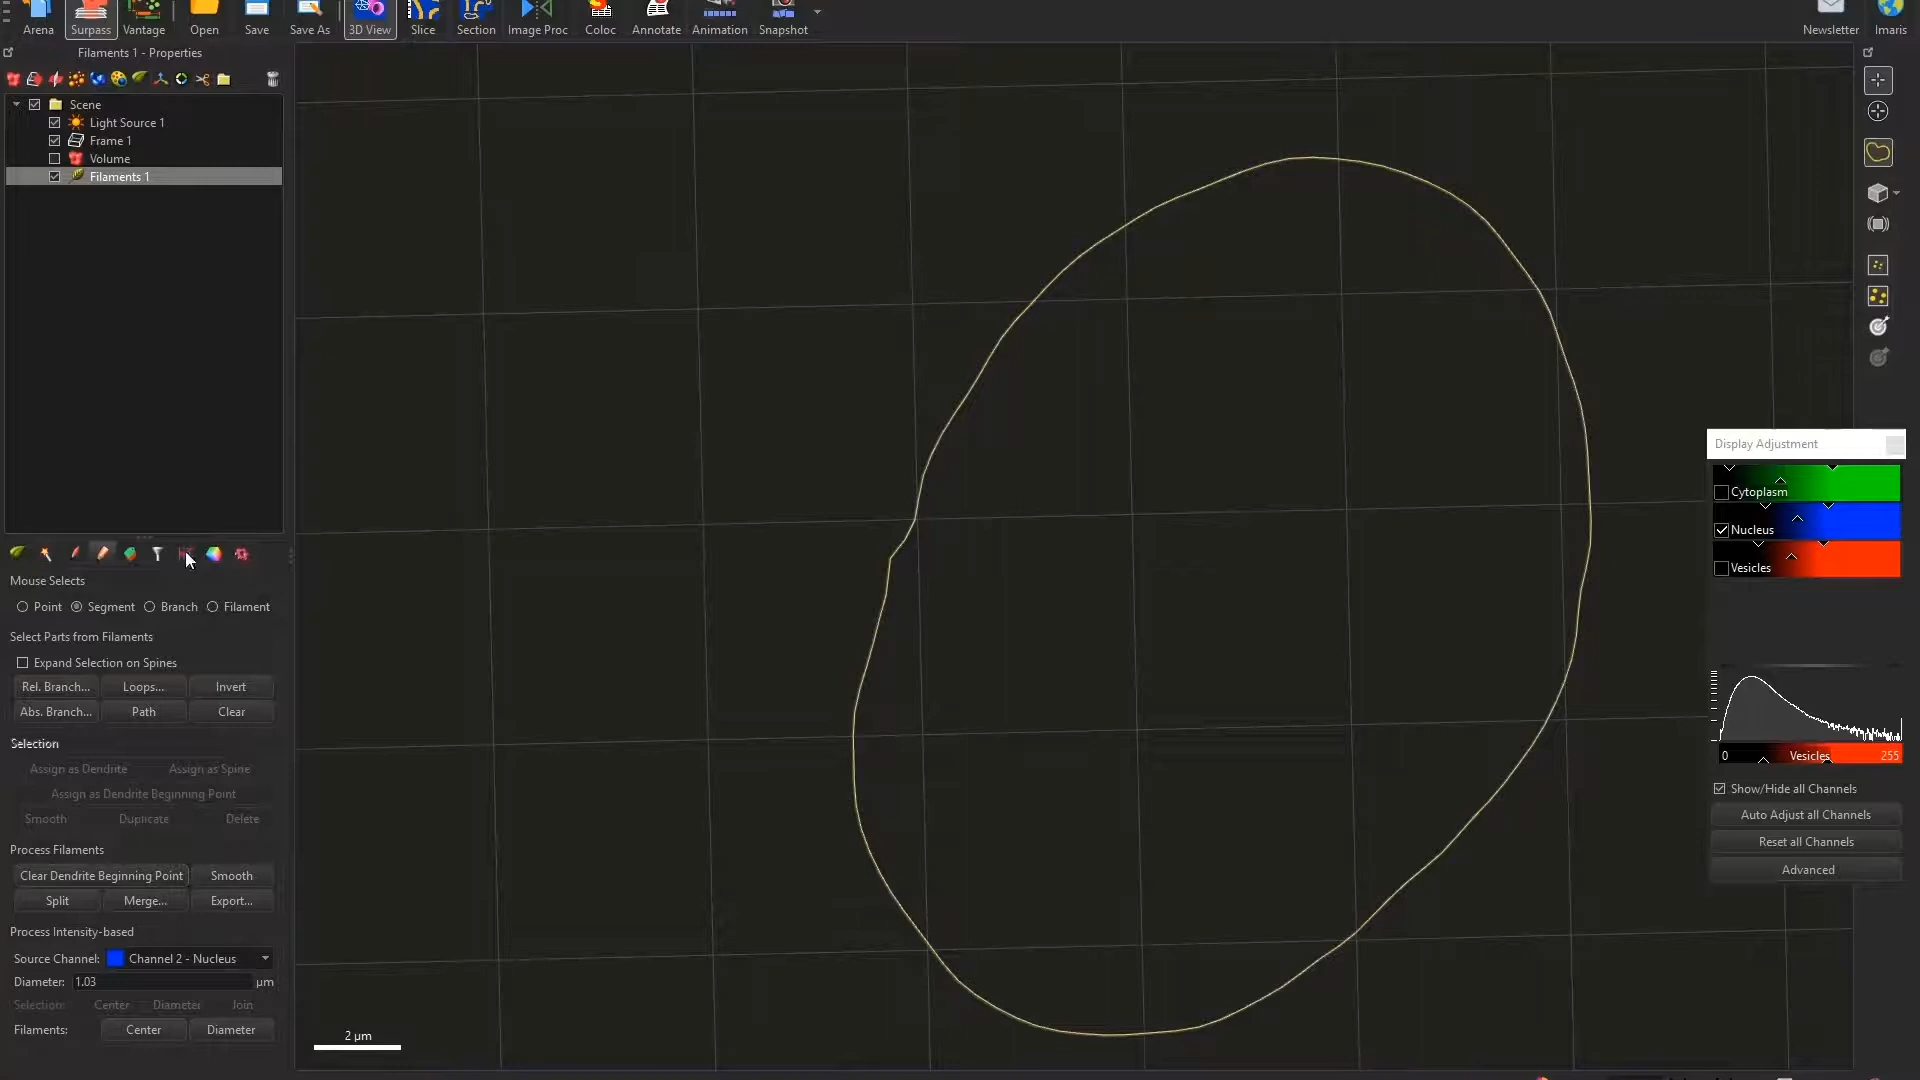 Arena Surpass Vantage Open Save Save As 3D View Slice Section Image Proc Coloc Annotate Animation Snapshot Newsletter Imaris
Filaments 1 - Properties
Scene
Light Source 1
Frame 1
Volume
Filaments 1
Mouse Selects
Point Segment Branch Filament
Select Parts from Filaments
Expand Selection on Spines
Rel. Branch... Loops... Invert
Abs. Branch... Path Clear
Selection
Assign as Dendrite Assign as Spine
Assign as Dendrite Beginning Point
Smooth Duplicate Delete
Process Filaments
Clear Dendrite Beginning Point Smooth
Split Merge... Export...
Process Intensity-based
Source Channel: Channel 2 - Nucleus
Diameter: 1.03 µm
Selection: Center Diameter Join
Filaments: Center Diameter
2 µm
Display Adjustment
Cytoplasm
Nucleus
Vesicles
0 Vesicles 255
Show/Hide all Channels
Auto Adjust all Channels
Reset all Channels
Advanced